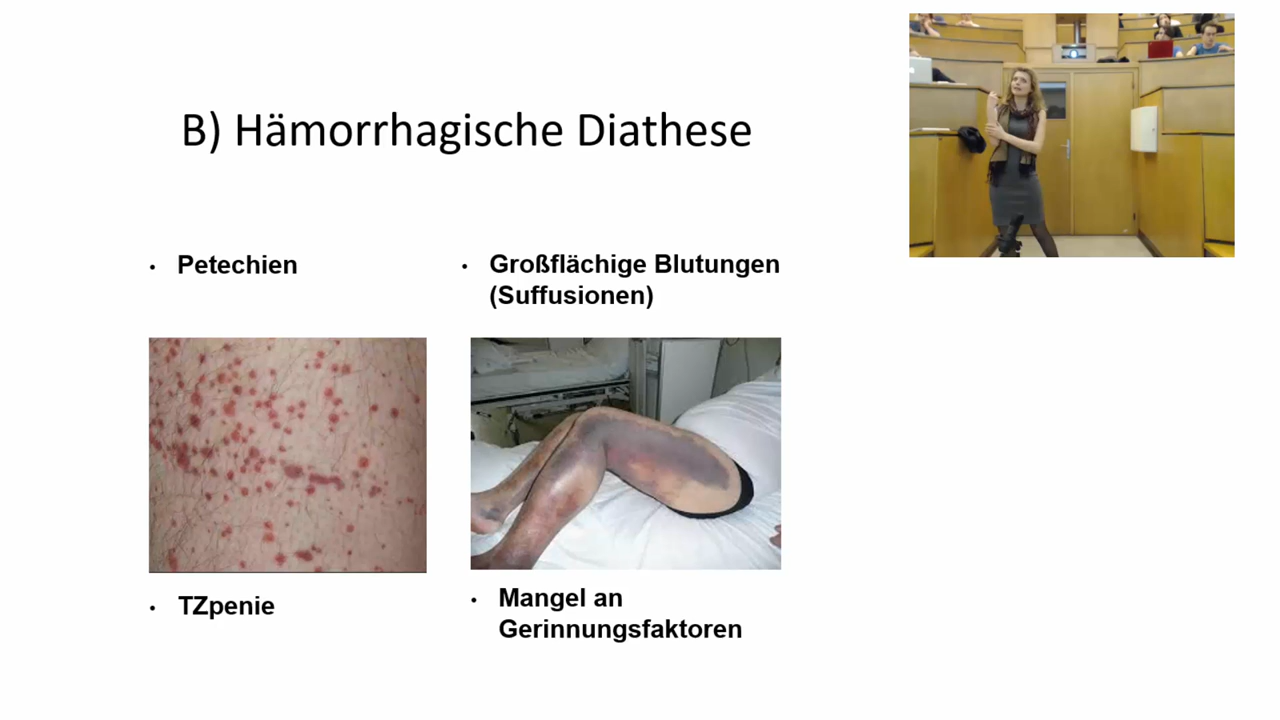 B) Hämorrhagische Diathese
• Petechien
• Großflächige Blutungen
(Suffusionen)
• TZpenie
• Mangel an
Gerinnungsfaktoren